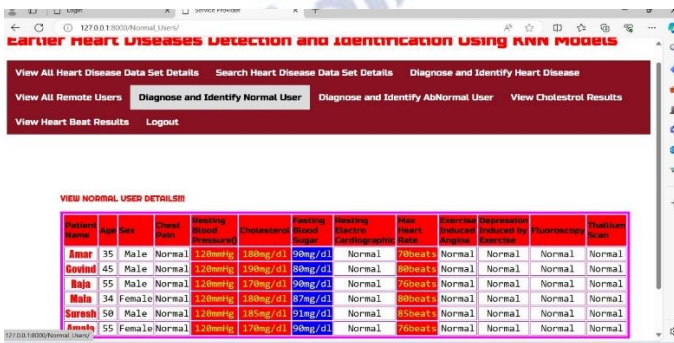 Login
Service Provider
127.0.0.1:8000/Normal_Users/
Earlier Heart Diseases Detection and Identification Using KNN Models
View All Heart Disease Data Set Details Search Heart Disease Data Set Details Diagnose and Identify Heart Disease
View All Remote Users Diagnose and Identify Normal User Diagnose and Identify AbNormal User View Cholestrol Results
View Heart Beat Results Logout
VIEW NORMAL USER DETAILS!!!
Patient Name Age Sex Chest Pain Resting Blood Pressure() Cholesterol Fasting Blood Sugar Resting Electro Cardiographic Max Heart Rate Exercise Induced Angina Depression Induced by Exercise Fluoroscopy Thallium Scan
Amar 35 Male Normal 120mmHg 180mg/dl 90mg/dl Normal 70beats Normal Normal Normal Normal
Govind 45 Male Normal 120mmHg 190mg/dl 80mg/dl Normal 80beats Normal Normal Normal Normal
Raja 55 Male Normal 120mmHg 170mg/dl 90mg/dl Normal 76beats Normal Normal Normal Normal
Mala 34 Female Normal 120mmHg 180mg/dl 87mg/dl Normal 80beats Normal Normal Normal Normal
Suresh 50 Male Normal 120mmHg 185mg/dl 91mg/dl Normal 85beats Normal Normal Normal Normal
Amala 55 Female Normal 120mmHg 170mg/dl 90mg/dl Normal 76beats Normal Normal Normal Normal
127.0.0.1:8000/Normal_Users/